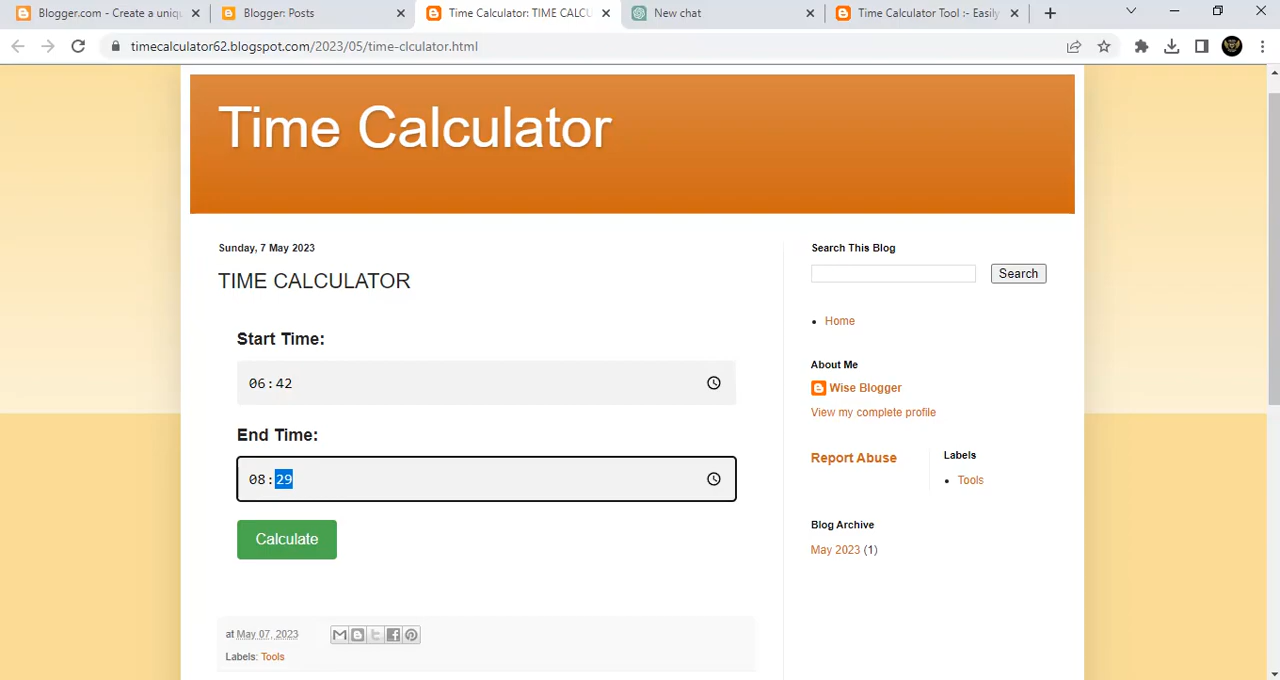 Blogger.com - Create a uniqu
Blogger: Posts
Time Calculator: TIME CALCU
New chat
Time Calculator Tool :- Easily
timecalculator62.blogspot.com/2023/05/time-clculator.html
Time Calculator
Sunday, 7 May 2023
TIME CALCULATOR
Start Time:
06:42
End Time:
08:29
Calculate
at May 07, 2023
Labels: Tools
Search This Blog
Search
Home
About Me
Wise Blogger
View my complete profile
Report Abuse
Labels
Tools
Blog Archive
May 2023 (1)